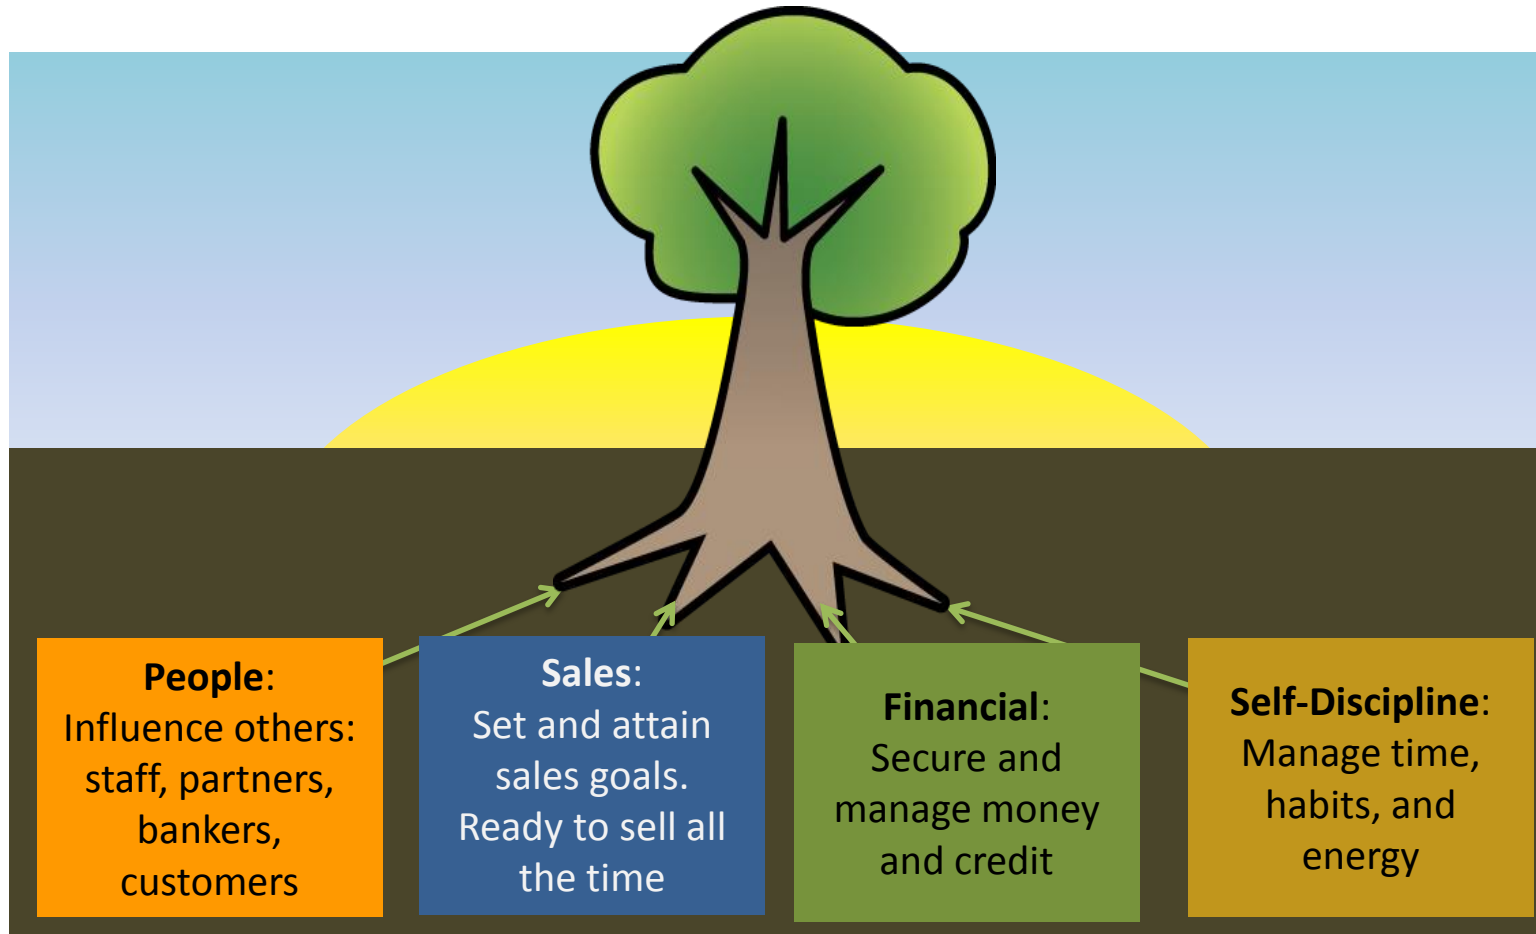 People:
Influence others:
staff, partners,
bankers,
customers
Sales:
Set and attain
sales goals.
Ready to sell all
the time
Financial:
Secure and
manage money
and credit
Self-Discipline:
Manage time,
habits, and
energy